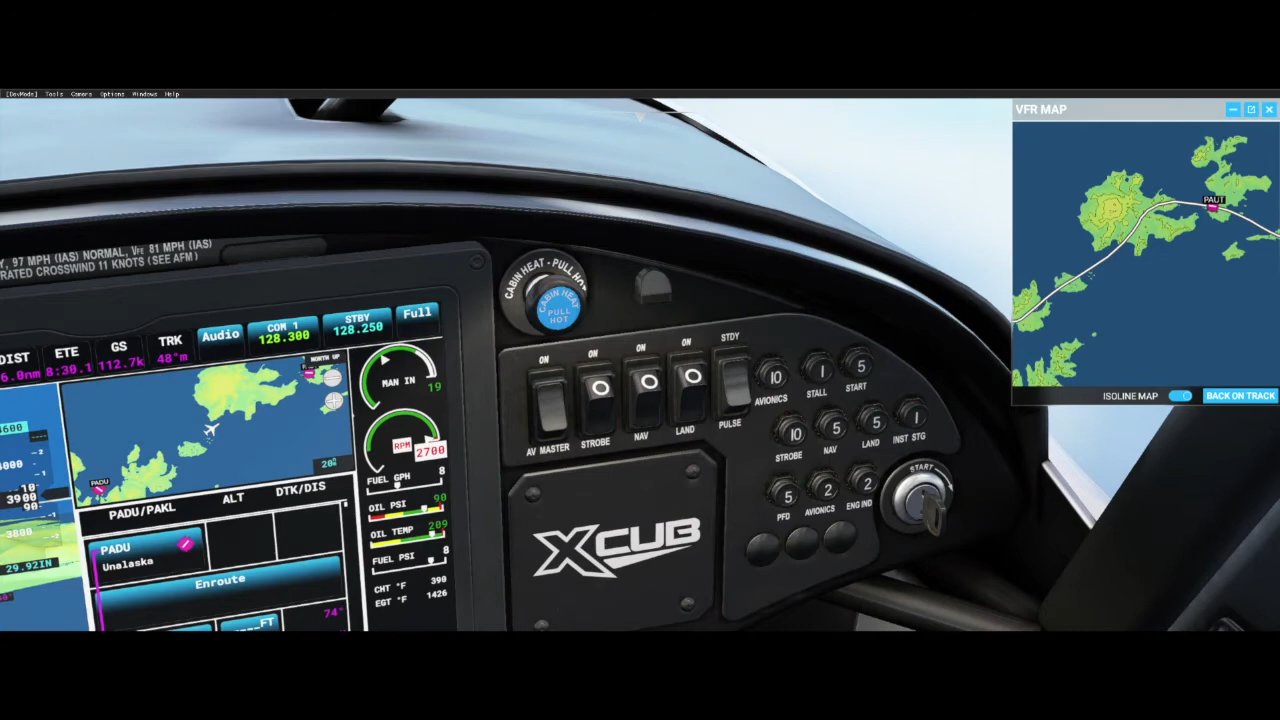 [DevMode] Tools Camera Options Windows Help
VFR MAP
PAUT
ISOLINE MAP
BACK ON TRACK
97 MPH (IAS) NORMAL, VFE 81 MPH (IAS)
RATED CROSSWIND 11 KNOTS (SEE AFM)
CABIN HEAT - PULL HOT
CABIN HEAT
PULL
HOT
DIST
ETE
GS
TRK
Audio
COM 1
128.300
STBY
128.250
Full
6.0nm
8:30.1
112.7k
48°m
NORTH UP
MAN IN
19
RPM
2700
FUEL GPH
8
OIL PSI
90
OIL TEMP
209
FUEL PSI
8
CHT °F
390
EGT °F
1426
4600
4000
3900
3800
29.92IN
PADU
PADU/PAKL
ALT
DTK/DIS
PADU
Unalaska
Enroute
74°
FT
ON
ON
ON
ON
STDY
AV MASTER
STROBE
NAV
LAND
PULSE
10
1
5
AVIONICS
STALL
START
10
5
5
1
STROBE
NAV
LAND
INST STG
5
2
2
PFD
AVIONICS
ENG IND
START
XCUB